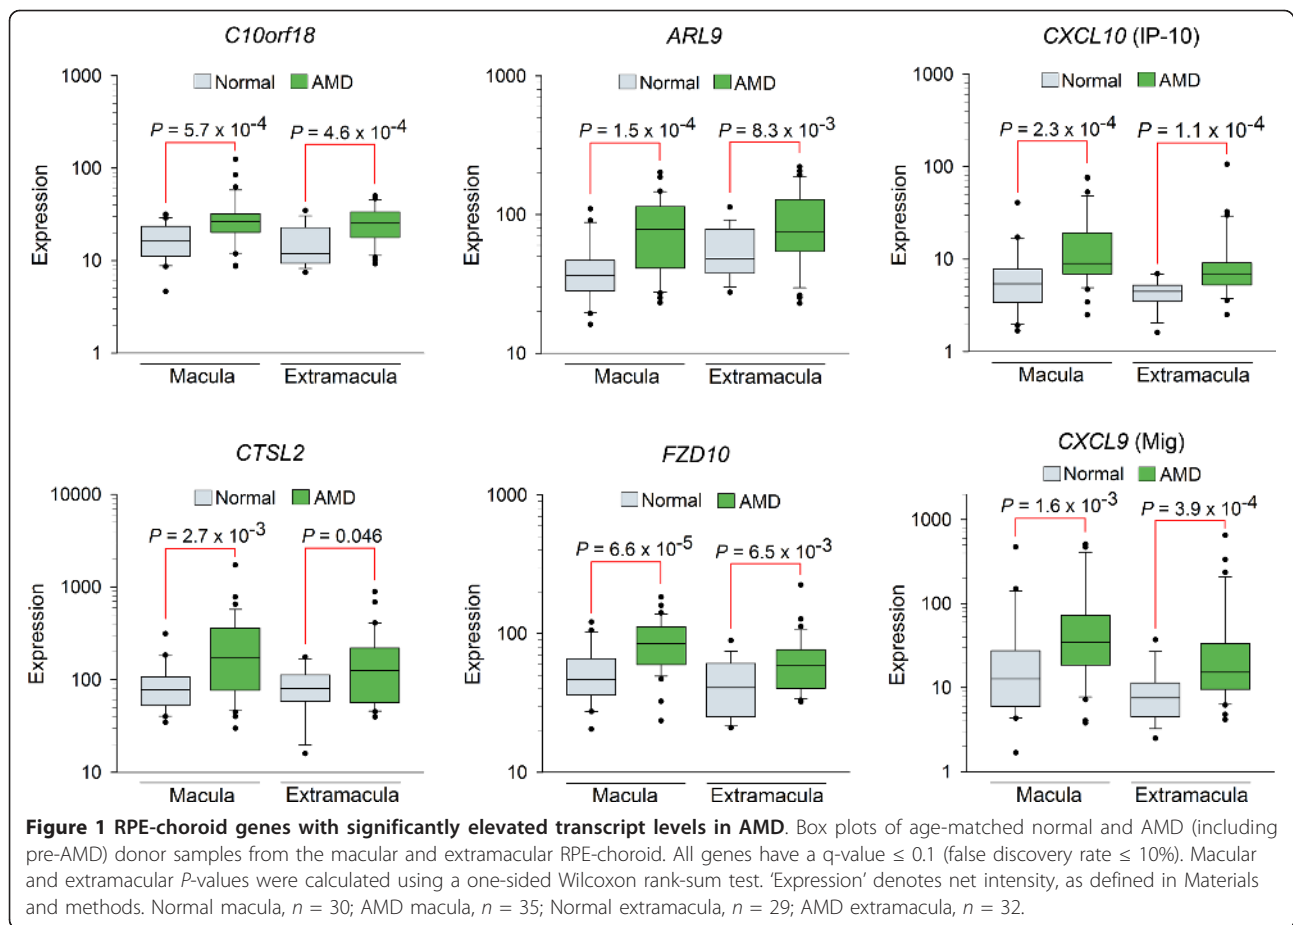 C10orf18
1000
100
10
1
Expression
Normal AMD
P = 5.7 x 10-4
P = 4.6 x 10-4
Macula Extramacula
ARL9
1000
100
10
Expression
Normal AMD
P = 1.5 x 10-4
P = 8.3 x 10-3
Macula Extramacula
CXCL10 (IP-10)
1000
100
10
1
Expression
Normal AMD
P = 2.3 x 10-4
P = 1.1 x 10-4
Macula Extramacula
CTSL2
10000
1000
100
10
Expression
Normal AMD
P = 2.7 x 10-3
P = 0.046
Macula Extramacula
FZD10
1000
100
10
Expression
Normal AMD
P = 6.6 x 10-5
P = 6.5 x 10-3
Macula Extramacula
CXCL9 (Mig)
1000
100
10
1
Expression
Normal AMD
P = 1.6 x 10-3
P = 3.9 x 10-4
Macula Extramacula
Figure 1 RPE-choroid genes with significantly elevated transcript levels in AMD. Box plots of age-matched normal and AMD (including
pre-AMD) donor samples from the macular and extramacular RPE-choroid. All genes have a q-value ≤ 0.1 (false discovery rate ≤ 10%). Macular
and extramacular P-values were calculated using a one-sided Wilcoxon rank-sum test. ‘Expression’ denotes net intensity, as defined in Materials
and methods. Normal macula, n = 30; AMD macula, n = 35; Normal extramacula, n = 29; AMD extramacula, n = 32.